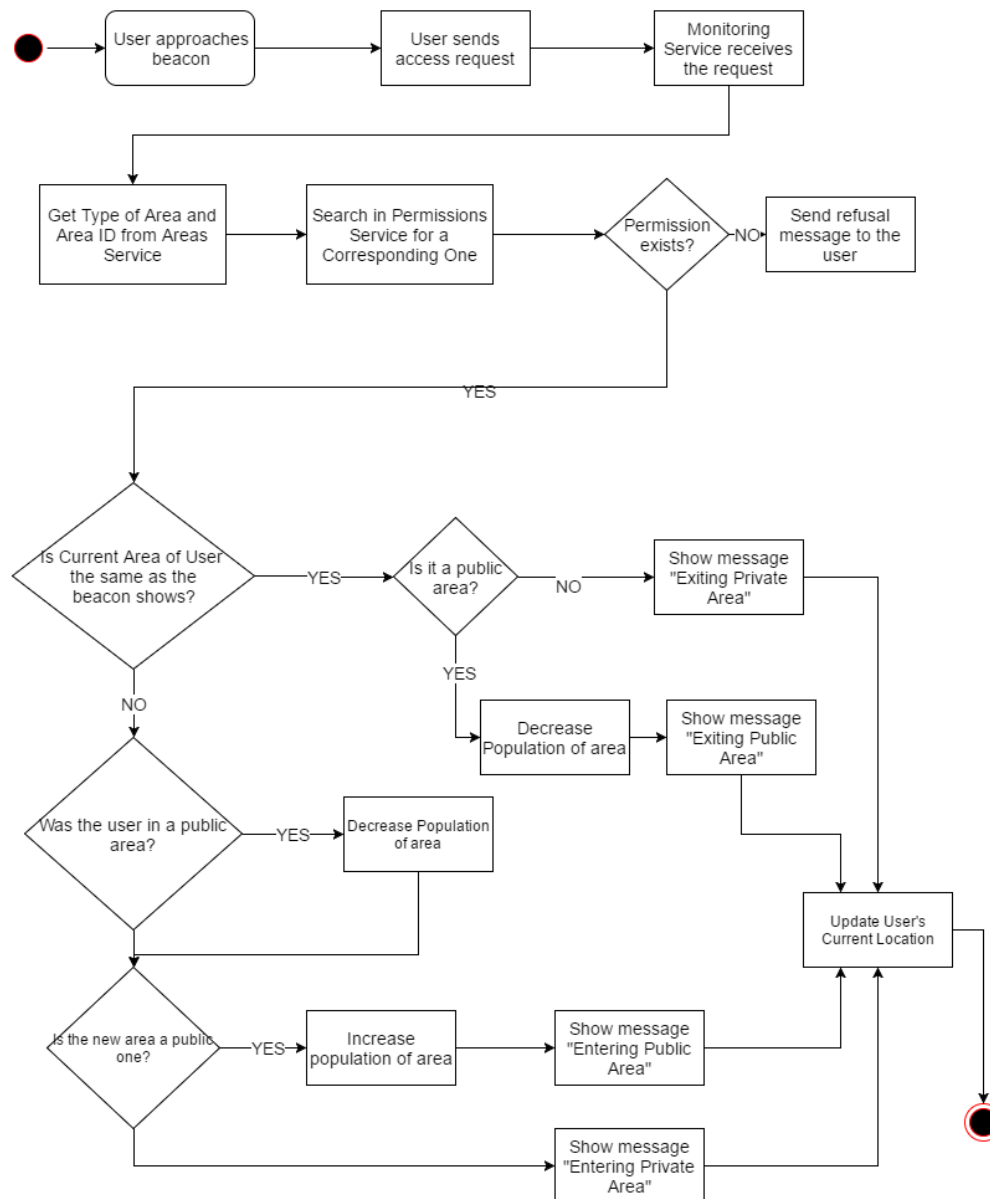 User approaches
beacon
User sends
access request
Monitoring
Service receives
the request
Get Type of Area and
Area ID from Areas
Service
Search in Permissions
Service for a
Corresponding One
Permission
exists?
NO
Send refusal
message to the
user
YES
Is Current Area of User
the same as the
beacon shows?
YES
Is it a public
area?
NO
Show message
"Exiting Private
Area"
YES
NO
Decrease
Population of area
Show message
"Exiting Public
Area"
Was the user in a public
area?
YES
Decrease Population
of area
Update User's
Current Location
Is the new area a public
one?
YES
Increase
population of area
Show message
"Entering Public
Area"
Show message
"Entering Private
Area"